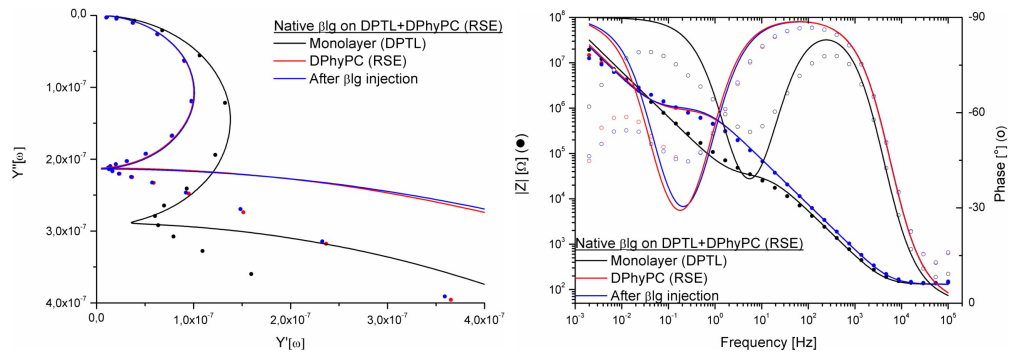 Native βlg on DPTL+DPhyPC (RSE)
Monolayer (DPTL)
DPhyPC (RSE)
After βlg injection
0,0
1,0x10⁻⁷
2,0x10⁻⁷
3,0x10⁻⁷
4,0x10⁻⁷
Y''[ω]
0,0 1,0x10⁻⁷ 2,0x10⁻⁷ 3,0x10⁻⁷ 4,0x10⁻⁷
Y'[ω]
10⁸
10⁷
10⁶
10⁵
10⁴
10³
10²
|Z| [Ω] (●)
-90
-60
-30
0
Phase [°] (o)
Native βlg on DPTL+DPhyPC (RSE)
Monolayer (DPTL)
DPhyPC (RSE)
After βlg injection
10⁻³ 10⁻² 10⁻¹ 10⁰ 10¹ 10² 10³ 10⁴ 10⁵
Frequency [Hz]